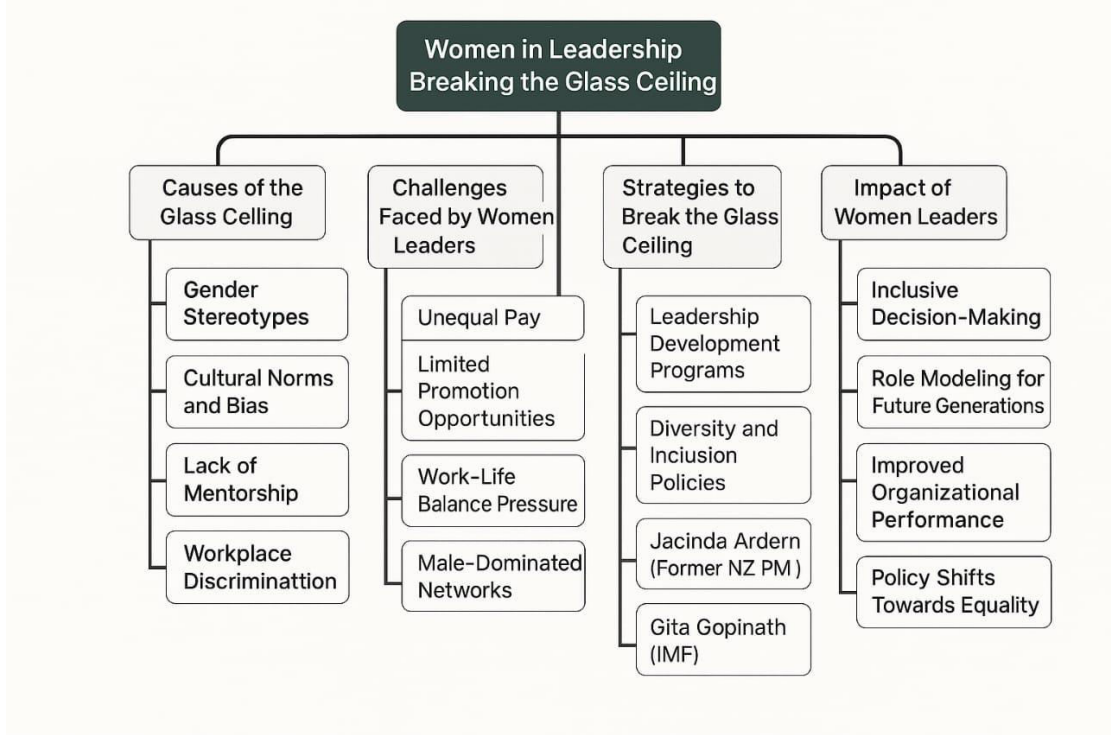 Women in Leadership
Breaking the Glass Ceiling
Causes of the
Glass Celling
Gender
Stereotypes
Cultural Norms
and Bias
Lack of
Mentorship
Workplace
Discriminattion
Challenges
Faced by Women
Leaders
Unequal Pay
Limited
Promotion
Opportunities
Work-Life
Balance Pressure
Male-Dominated
Networks
Strategies to
Break the Glass
Ceiling
Leadership
Development
Programs
Diversity and
Inclusion
Policies
Jacinda Ardern
(Former NZ PM )
Gita Gopinath
(IMF)
Impact of
Women Leaders
Inclusive
Decision-Making
Role Modeling for
Future Generations
Improved
Organizational
Performance
Policy Shifts
Towards Equality